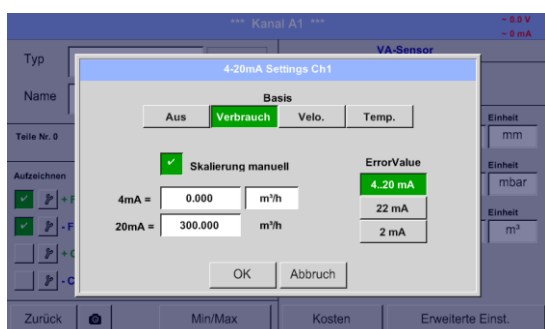 *** Kanal A1 ***
~ 0.0 V
~ 0 mA
Typ
VA-Sensor
4-20mA Settings Ch1
Name
Basis
Aus Verbrauch Velo. Temp.
Teile Nr. 0
Einheit
mm
Skalierung manuell
ErrorValue
Aufzeichnen
4..20 mA
Einheit
mbar
4mA = 0.000 m³/h
22 mA
20mA = 300.000 m³/h
2 mA
Einheit
m³
OK Abbruch
Zurück Min/Max Kosten Erweiterte Einst.